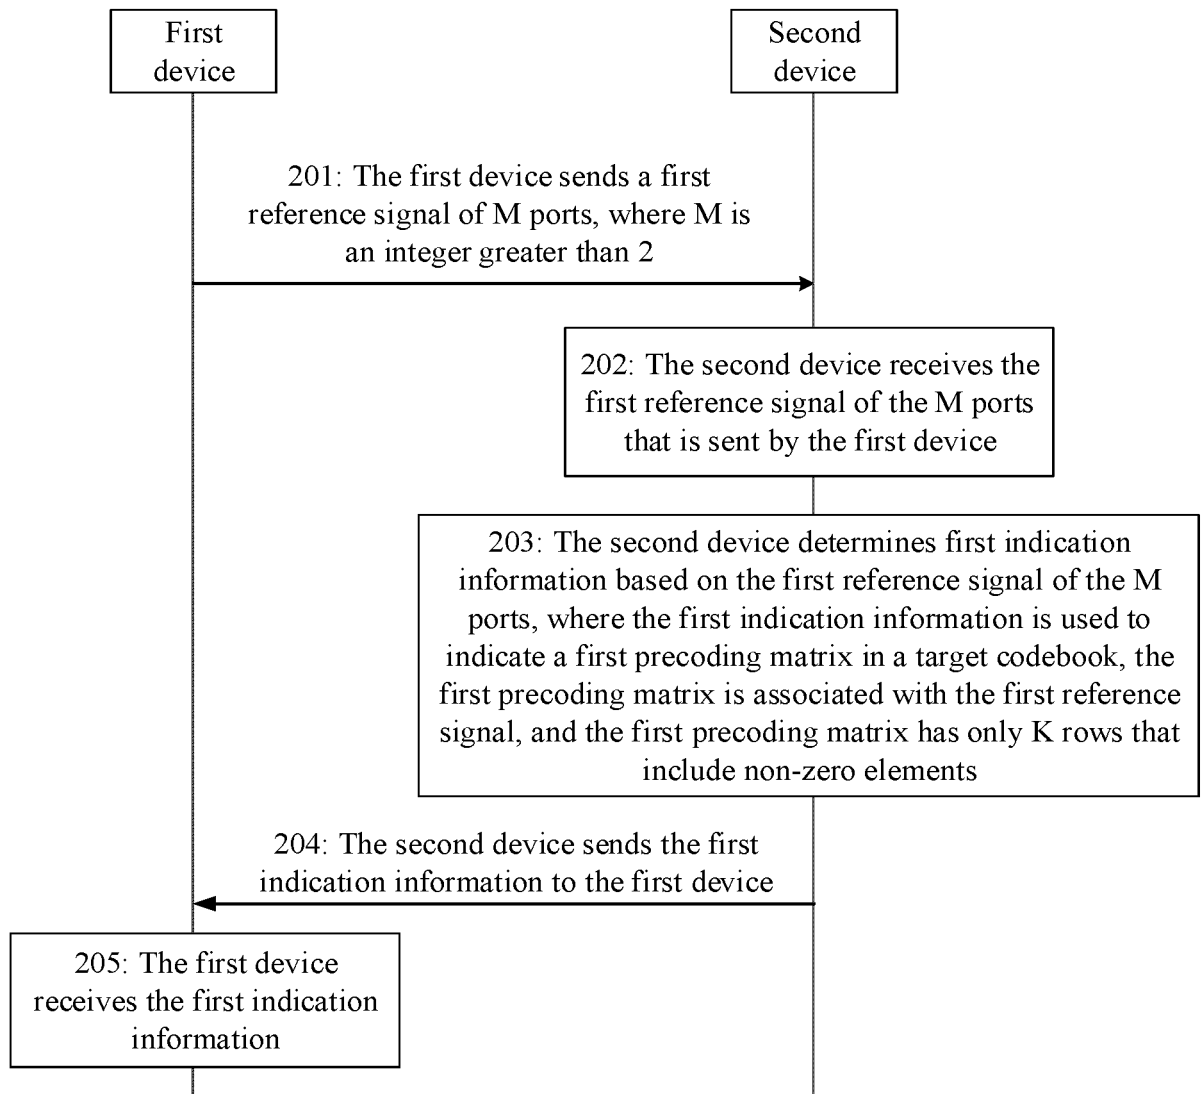 First
device
Second
device
201: The first device sends a first
reference signal of M ports, where M is
an integer greater than 2
202: The second device receives the
first reference signal of the M ports
that is sent by the first device
203: The second device determines first indication
information based on the first reference signal of the M
ports, where the first indication information is used to
indicate a first precoding matrix in a target codebook, the
first precoding matrix is associated with the first reference
signal, and the first precoding matrix has only K rows that
include non-zero elements
204: The second device sends the first
indication information to the first device
205: The first device
receives the first indication
information